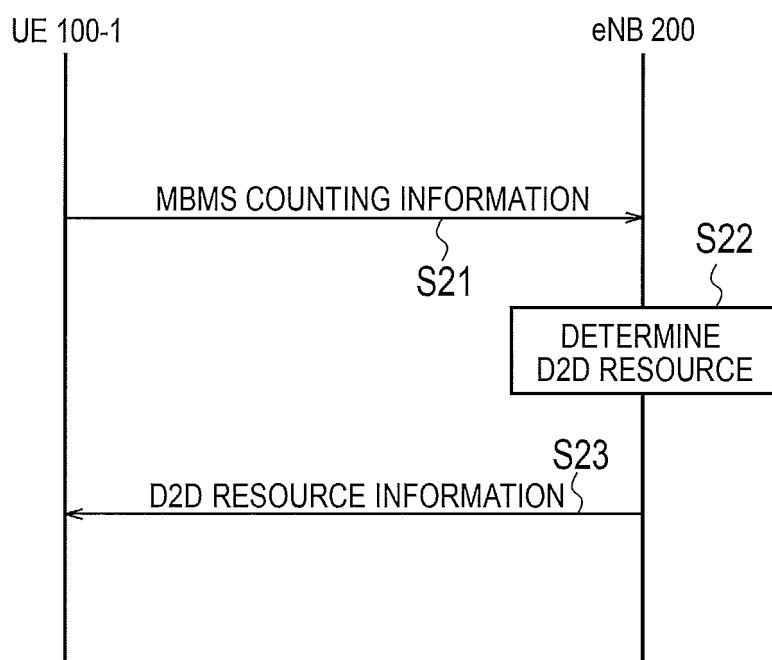 UE 100-1
eNB 200
MBMS COUNTING INFORMATION
S21
S22
DETERMINE
D2D RESOURCE
S23
D2D RESOURCE INFORMATION